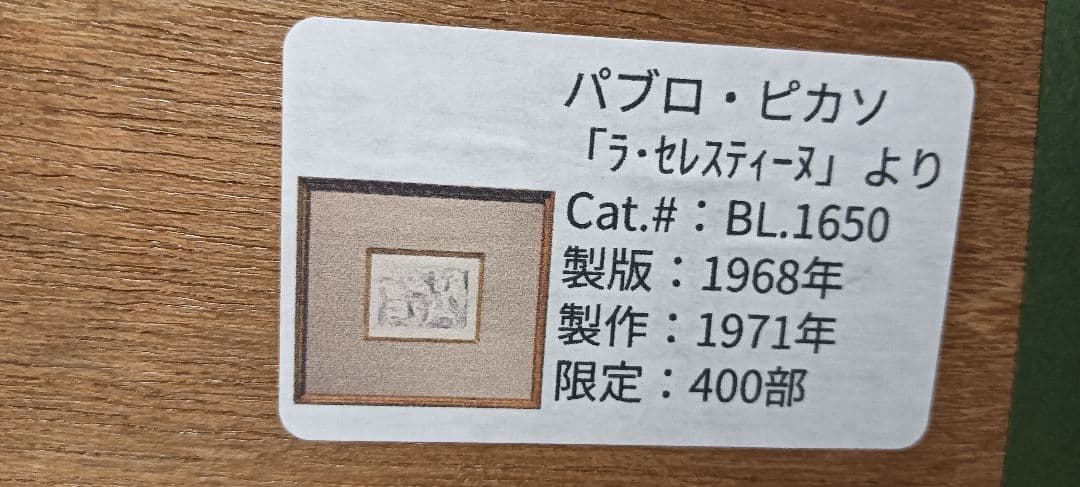 パブロ・ピカソ
「ラ・セレスティーヌ」より
Cat.#：BL.1650
製版：1968年
製作：1971年
限定：400部